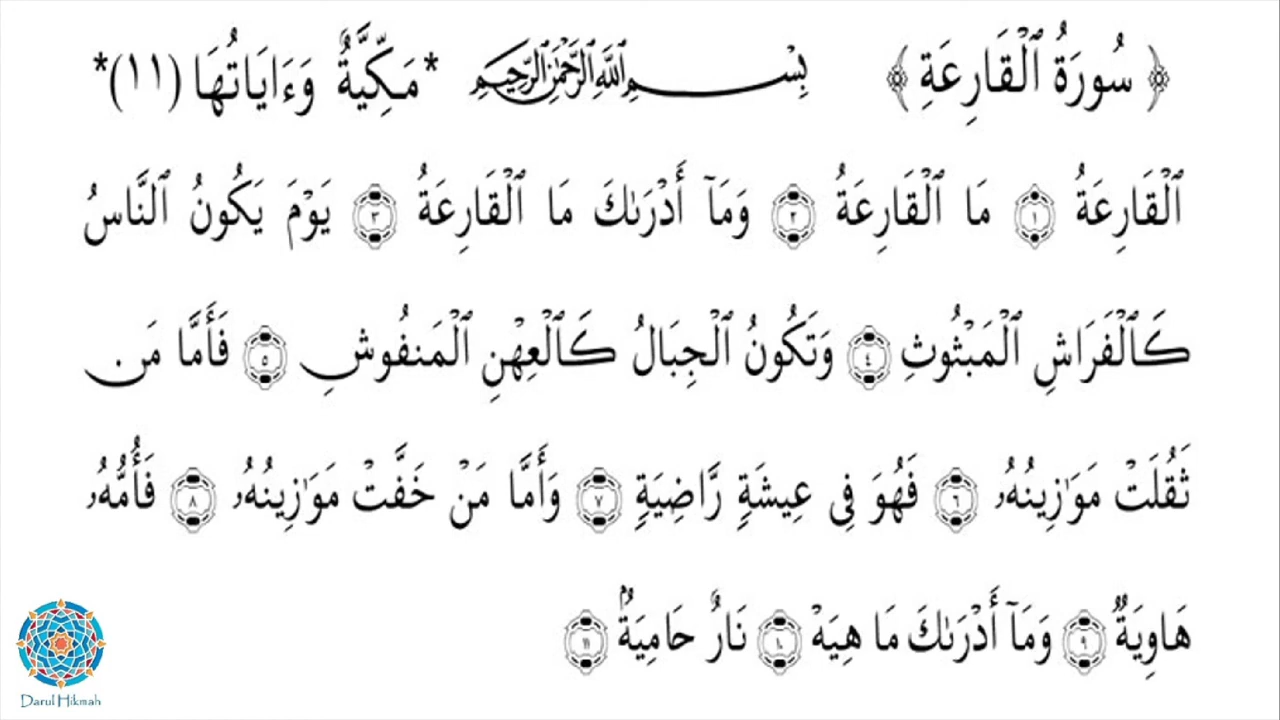 ﴿ سُورَةُ ٱلْقَارِعَةِ ﴾ بِسْمِ ٱللَّهِ ٱلرَّحْمَٰنِ ٱلرَّحِيمِ *مَكِّيَّةٌ وَءَايَاتُهَا (١١)*
ٱلْقَارِعَةُ ١ مَا ٱلْقَارِعَةُ ٢ وَمَآ أَدْرَىٰكَ مَا ٱلْقَارِعَةُ ٣ يَوْمَ يَكُونُ ٱلنَّاسُ
كَٱلْفَرَاشِ ٱلْمَبْثُوثِ ٤ وَتَكُونُ ٱلْجِبَالُ كَٱلْعِهْنِ ٱلْمَنفُوشِ ٥ فَأَمَّا مَن
ثَقُلَتْ مَوَٰزِينُهُۥ ٦ فَهُوَ فِى عِيشَةٍ رَّاضِيَةٍ ٧ وَأَمَّا مَنْ خَفَّتْ مَوَٰزِينُهُۥ ٨ فَأُمُّهُۥ
هَاوِيَةٌ ٩ وَمَآ أَدْرَىٰكَ مَا هِيَهْ ١٠ نَارٌ حَامِيَةٌۢ ١١
Darul Hikmah